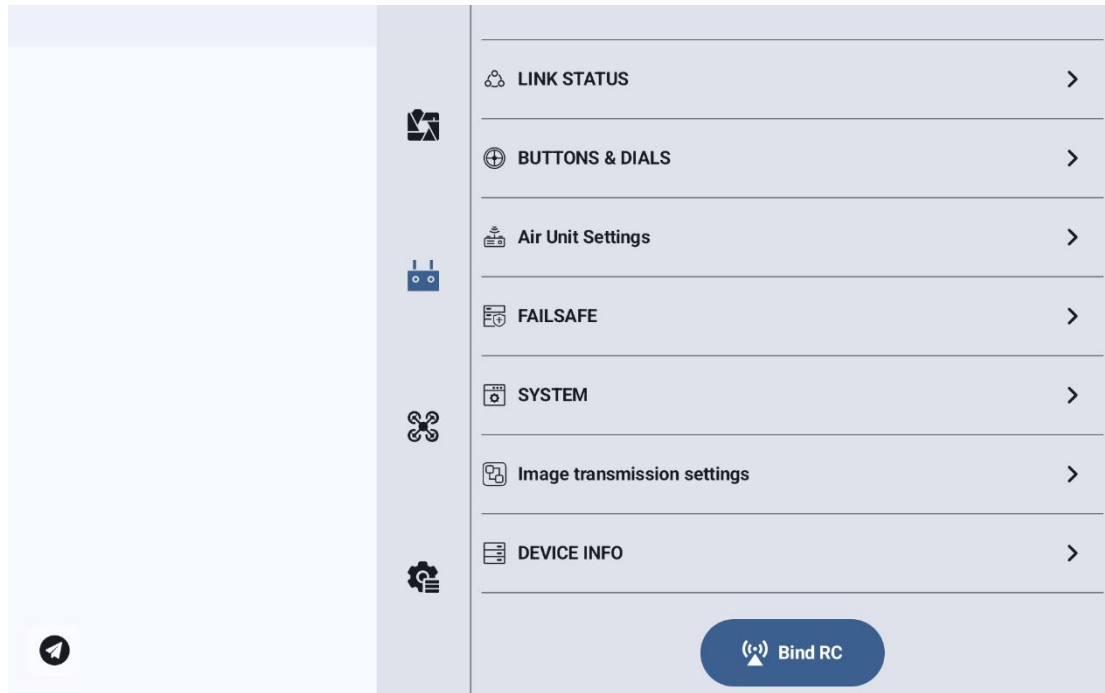 LINK STATUS
BUTTONS & DIALS
Air Unit Settings
FAILSAFE
SYSTEM
Image transmission settings
DEVICE INFO
Bind RC